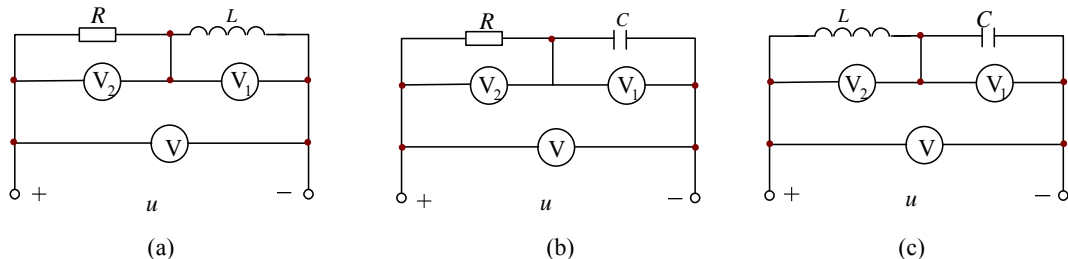 R L
V₂ V₁
V
+ u −
(a)
R C
V₂ V₁
V
+ u −
(b)
L C
V₂ V₁
V
+ u −
(c)